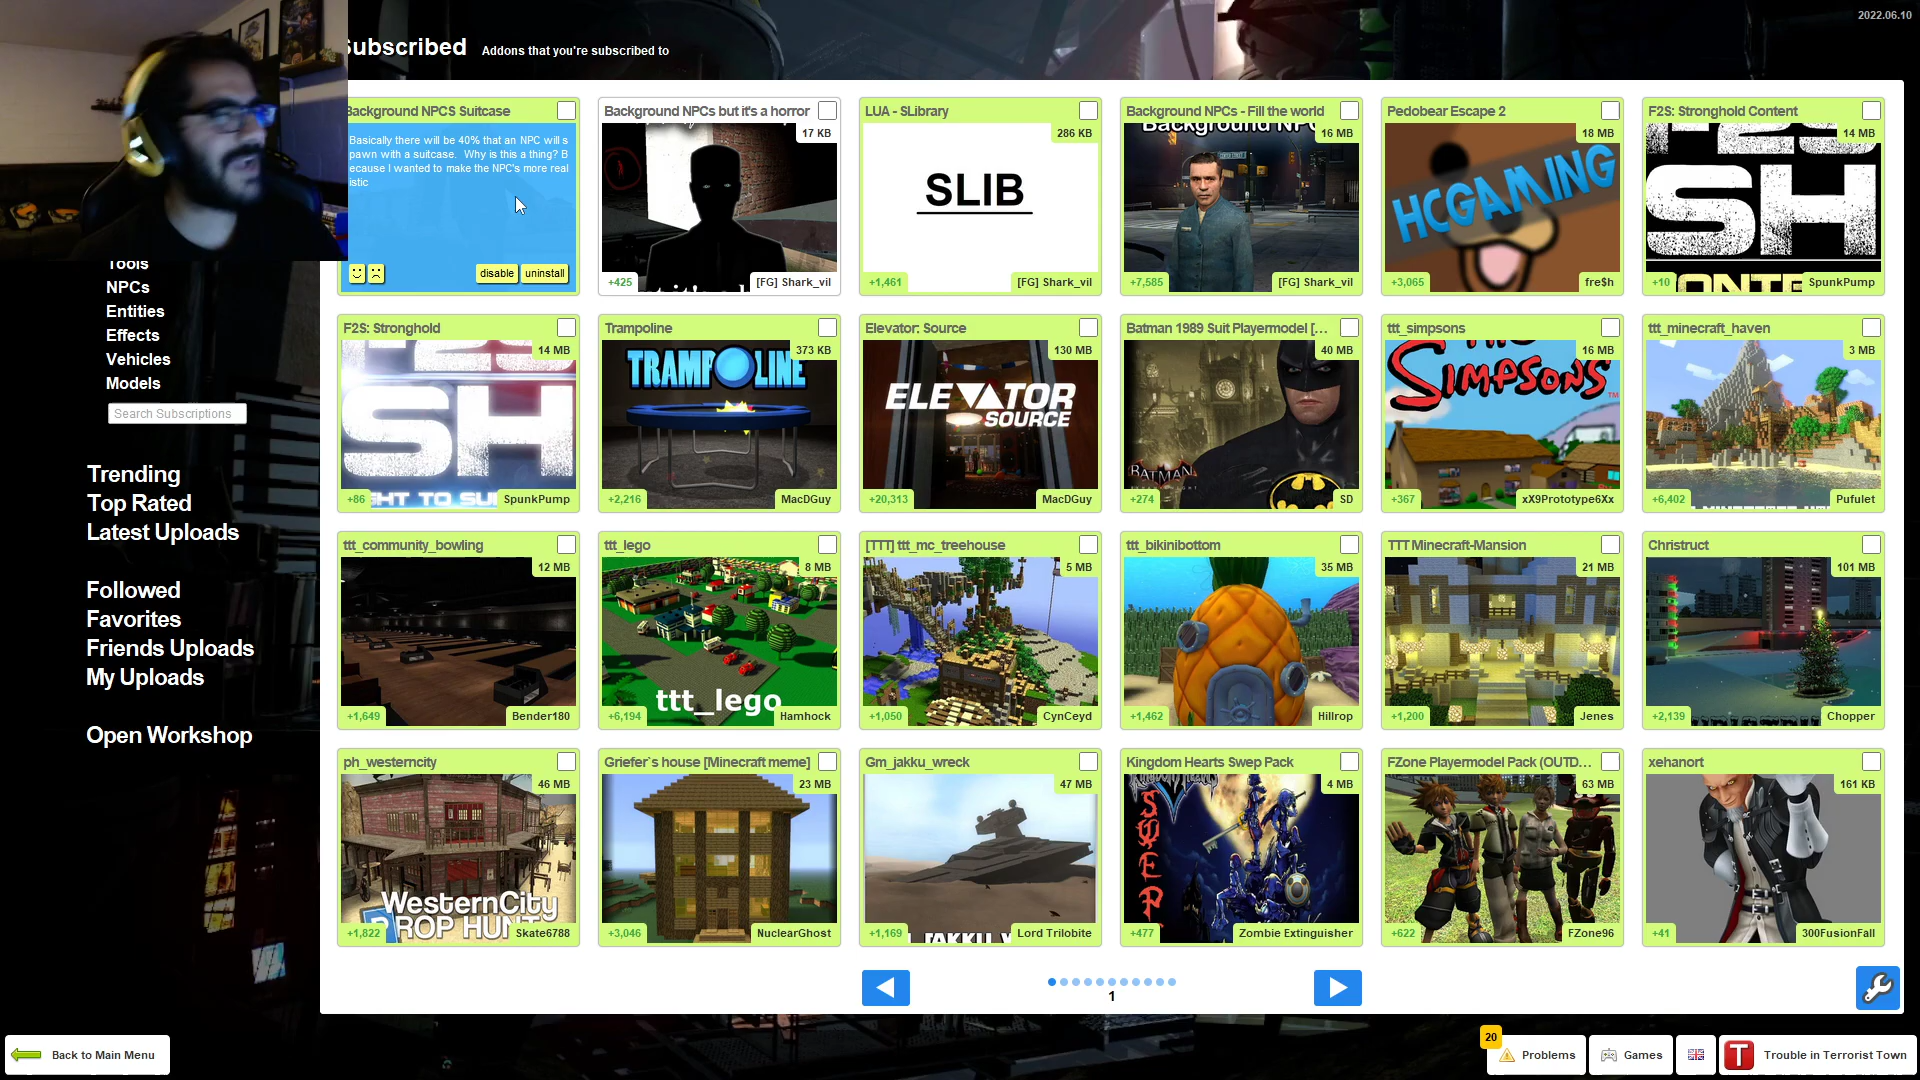 2022.06.10
Subscribed Addons that you're subscribed to
Background NPCS Suitcase
Basically there will be 40% that an NPC will s
pawn with a suitcase. Why is this a thing? B
ecause I wanted to make the NPC's more real
istic
disable uninstall
Background NPCs but it's a horror
17 KB
+425 [FG] Shark_vil
LUA - SLibrary
286 KB
SLIB
+1,461 [FG] Shark_vil
Background NPCs - Fill the world
16 MB
+7,585 [FG] Shark_vil
Pedobear Escape 2
18 MB
HCGAMING
+3,065 fre$h
F2S: Stronghold Content
14 MB
F2S
SH
CONTE
+10 SpunkPump
Tools
NPCs
Entities
Effects
Vehicles
Models
Search Subscriptions
Trending
Top Rated
Latest Uploads
Followed
Favorites
Friends Uploads
My Uploads
Open Workshop
F2S: Stronghold
14 MB
F2S
SH
+86 SpunkPump
Trampoline
373 KB
TRAMPOLINE
+2,216 MacDGuy
Elevator: Source
130 MB
ELEVATOR
SOURCE
+20,313 MacDGuy
Batman 1989 Suit Playermodel [...
40 MB
BATMAN
+274 SD
ttt_simpsons
16 MB
SIMPSONS
TM
+367 xX9Prototype6Xx
ttt_minecraft_haven
3 MB
+6,402 Pufulet
ttt_community_bowling
12 MB
+1,649 Bender180
ttt_lego
8 MB
ttt_lego
+6,194 Hamhock
[TTT] ttt_mc_treehouse
5 MB
+1,050 CynCeyd
ttt_bikinibottom
35 MB
+1,462 Hillrop
TTT Minecraft-Mansion
21 MB
+1,200 Jenes
Christruct
101 MB
+2,139 Chopper
ph_westerncity
46 MB
WesternCity
PROP HUNT
+1,822 Skate6788
Griefer`s house [Minecraft meme]
23 MB
+3,046 NuclearGhost
Gm_jakku_wreck
47 MB
+1,169 Lord Trilobite
Kingdom Hearts Swep Pack
4 MB
SWEP
+477 Zombie Extinguisher
FZone Playermodel Pack (OUTD...
63 MB
+622 FZone96
xehanort
161 KB
+41 300FusionFall
1
Back to Main Menu
20
Problems
Games
T Trouble in Terrorist Town